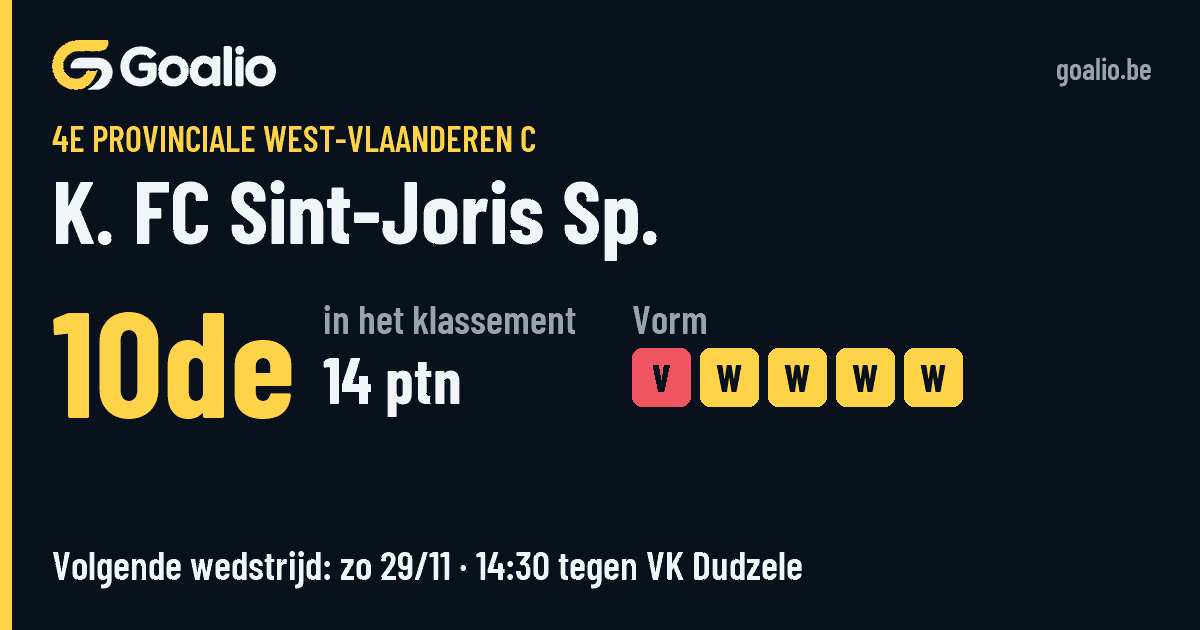 Goalio
goalio.be
4E PROVINCIALE WEST-VLAANDEREN C
K. FC Sint-Joris Sp.
10de
in het klassement
14 ptn
Vorm
V W W W W
Volgende wedstrijd: zo 29/11 · 14:30 tegen VK Dudzele